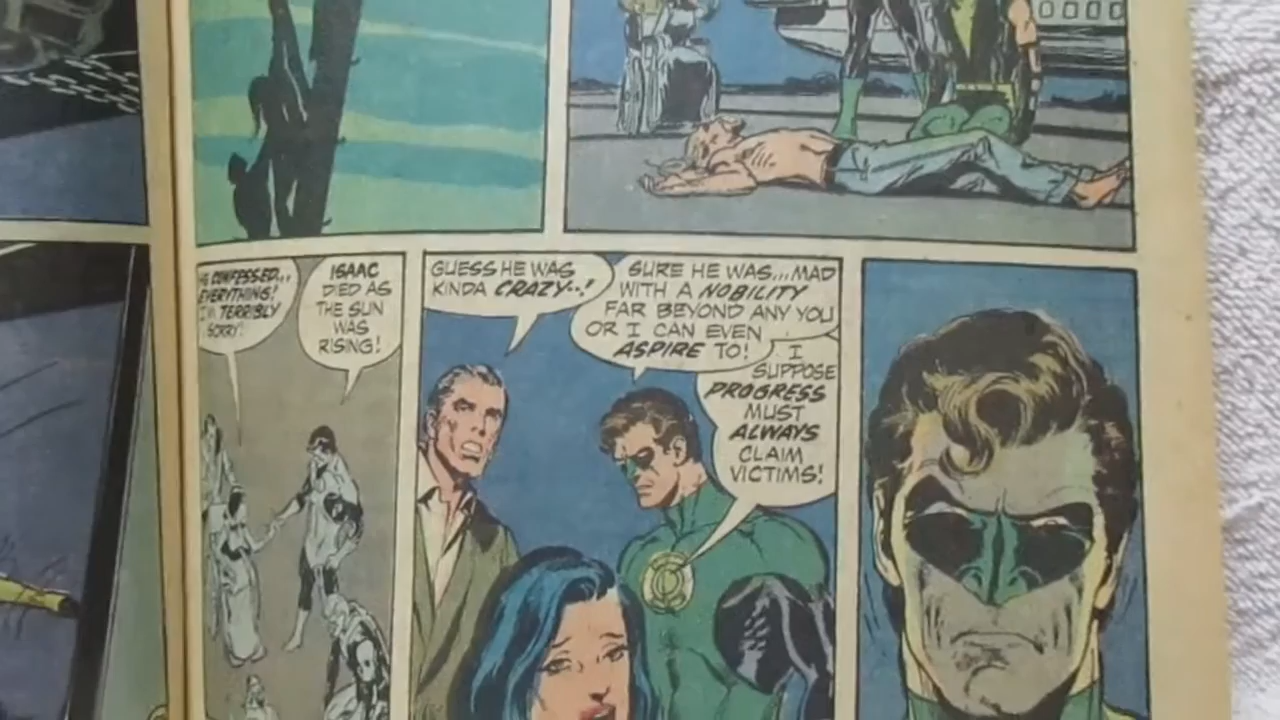 HE CONFESSED...
EVERYTHING!
I'M TERRIBLY
SORRY!
ISAAC
DIED AS
THE SUN
WAS
RISING!
GUESS HE WAS
KINDA CRAZY--!
SURE HE WAS...MAD
WITH A NOBILITY
FAR BEYOND ANY YOU
OR I CAN EVEN
ASPIRE TO!
I
SUPPOSE
PROGRESS
MUST
ALWAYS
CLAIM
VICTIMS!